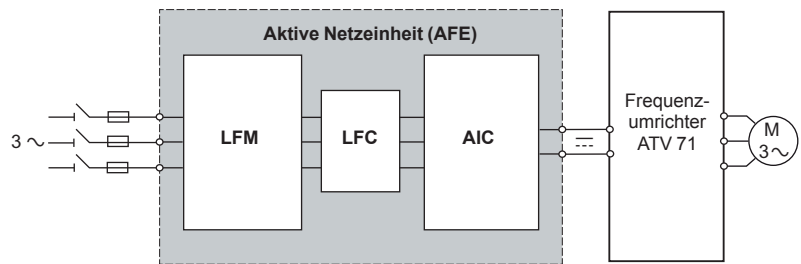 Aktive Netzeinheit (AFE)
LFM
LFC
AIC
Frequenz-
umrichter
ATV 71
3 ~
M
3 ~